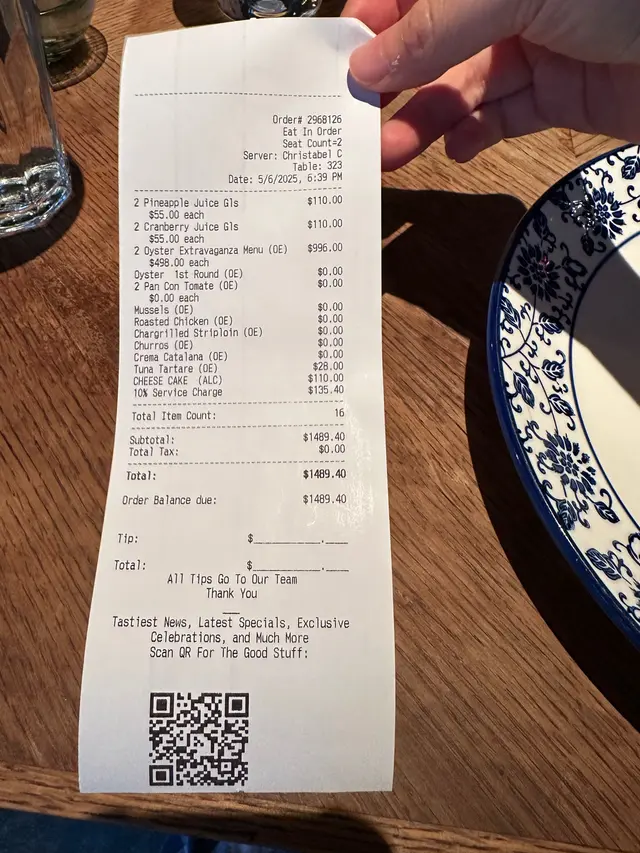 Order# 2968126
Eat In Order
Seat Count=2
Server: Christabel C
Table: 323
Date: 5/6/2025, 6:39 PM
2 Pineapple Juice Gls $110.00
$55.00 each
2 Cranberry Juice Gls $110.00
$55.00 each
2 Oyster Extravaganza Menu (OE) $996.00
$498.00 each
Oyster 1st Round (OE) $0.00
2 Pan Con Tomate (OE) $0.00
$0.00 each
Mussels (OE) $0.00
Roasted Chicken (OE) $0.00
Chargrilled Striploin (OE) $0.00
Churros (OE) $0.00
Crema Catalana (OE) $0.00
Tuna Tartare (OE) $28.00
CHEESE CAKE (ALC) $110.00
10% Service Charge $135.40
Total Item Count: 16
Subtotal: $1489.40
Total Tax: $0.00
Total: $1489.40
Order Balance due: $1489.40
Tip: $__________.____
Total: $__________.____
All Tips Go To Our Team
Thank You
Tastiest News, Latest Specials, Exclusive
Celebrations, and Much More
Scan QR For The Good Stuff: